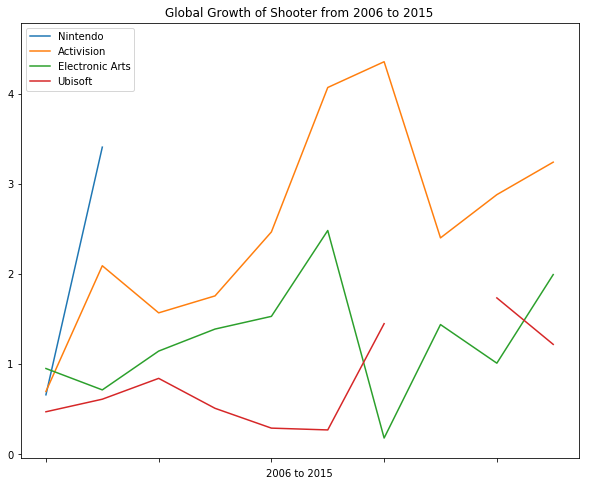 Global Growth of Shooter from 2006 to 2015
Nintendo
Activision
Electronic Arts
Ubisoft
4
3
2
1
0
2006 to 2015